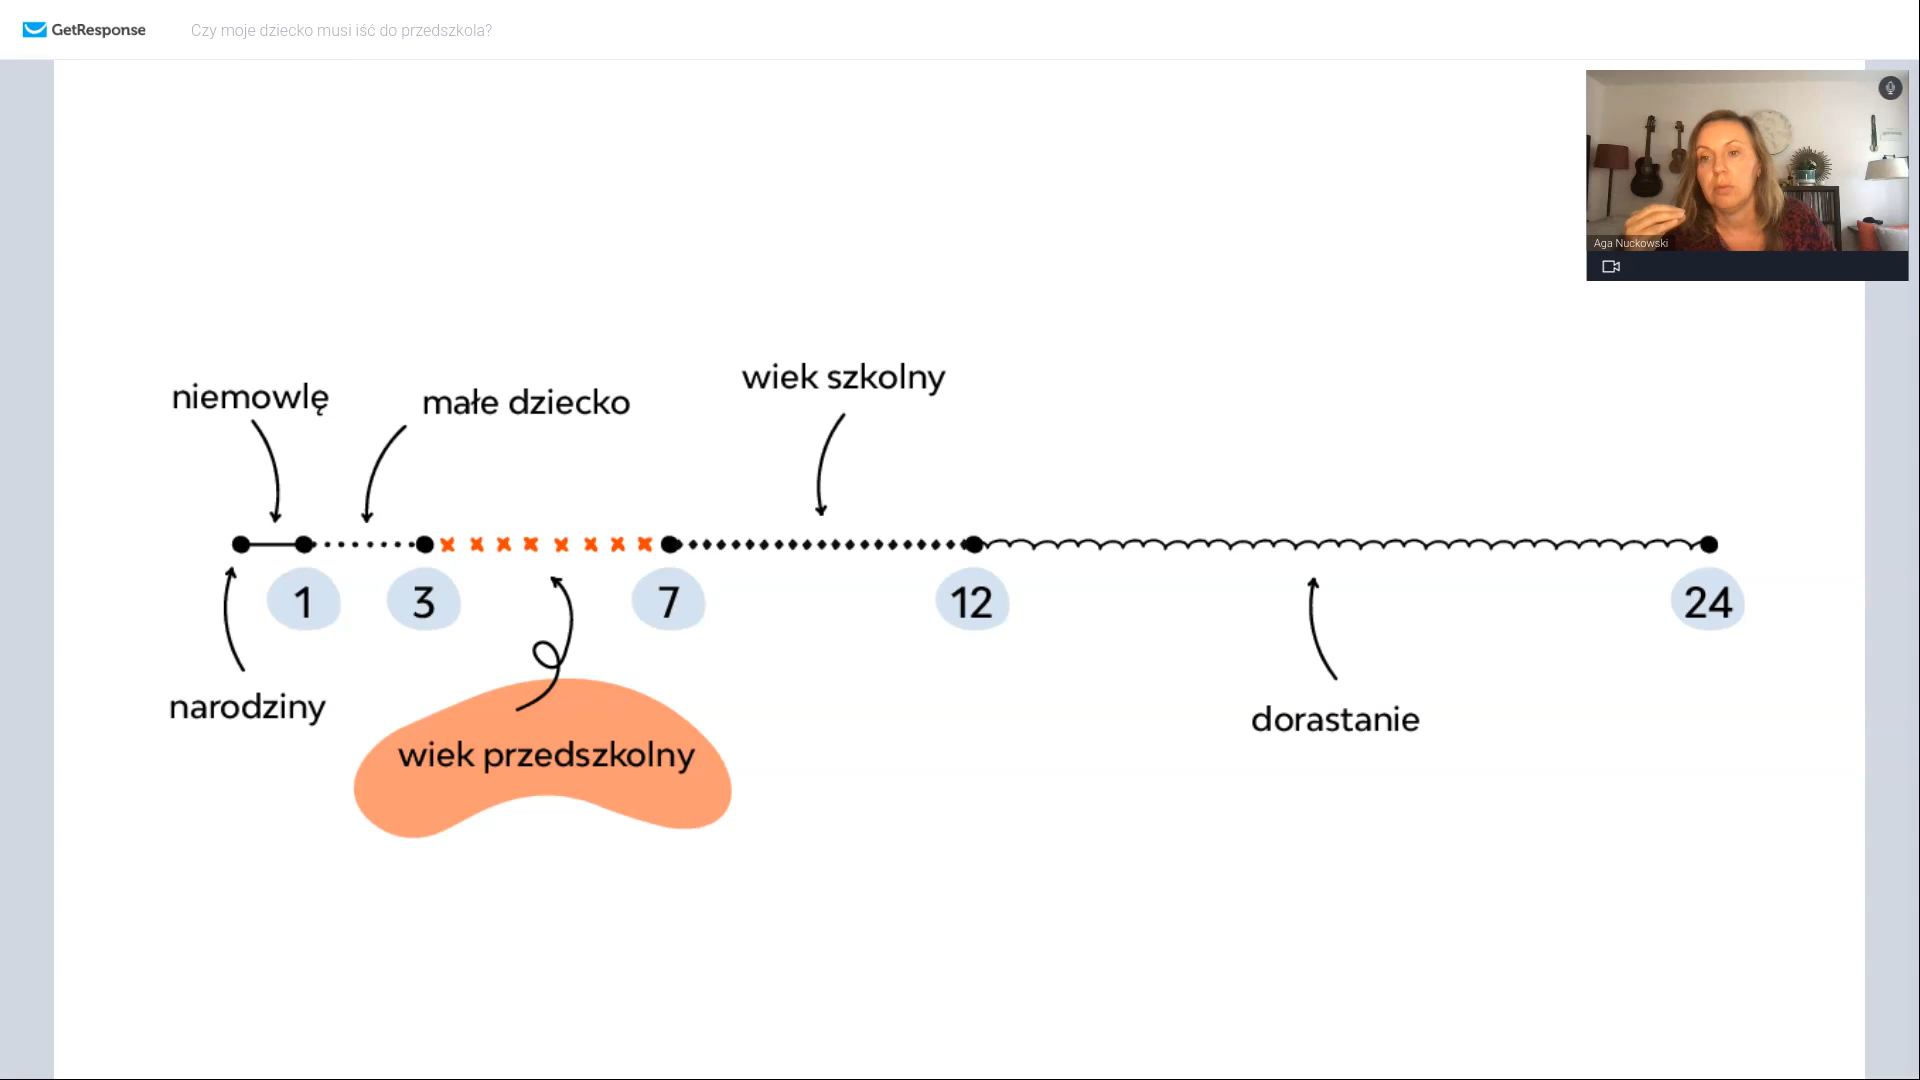 GetResponse
Czy moje dziecko musi iść do przedszkola?
Aga Nuckowski
wiek szkolny
niemowlę
małe dziecko
1
3
7
12
24
narodziny
dorastanie
wiek przedszkolny